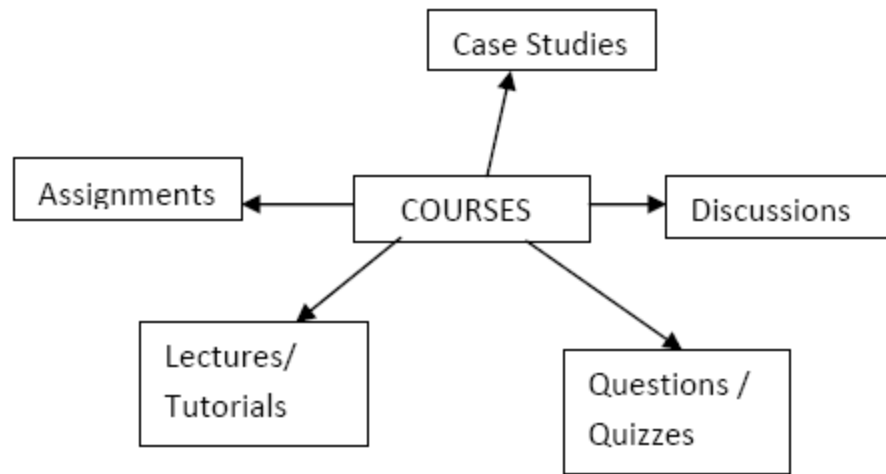 Case Studies
Assignments
COURSES
Discussions
Lectures/
Tutorials
Questions /
Quizzes